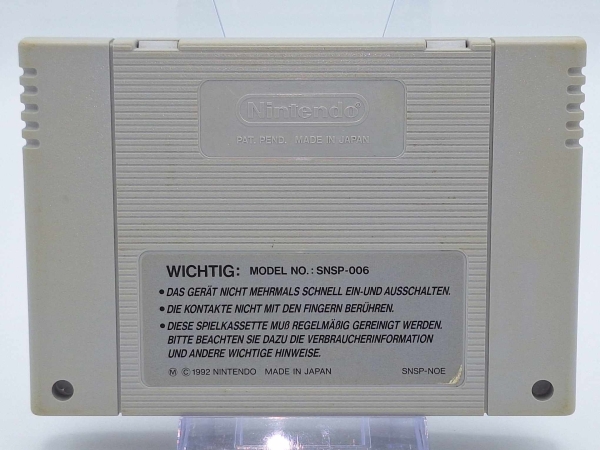 Nintendo®
PAT. PEND. MADE IN JAPAN
WICHTIG: MODEL NO.: SNSP-006
• DAS GERÄT NICHT MEHRMALS SCHNELL EIN-UND AUSSCHALTEN.
• DIE KONTAKTE NICHT MIT DEN FINGERN BERÜHREN.
• DIESE SPIELKASSETTE MUß REGELMÄßIG GEREINIGT WERDEN.
BITTE BEACHTEN SIE DAZU DIE VERBRAUCHERINFORMATION
UND ANDERE WICHTIGE HINWEISE.
Ⓜ © 1992 NINTENDO MADE IN JAPAN SNSP-NOE